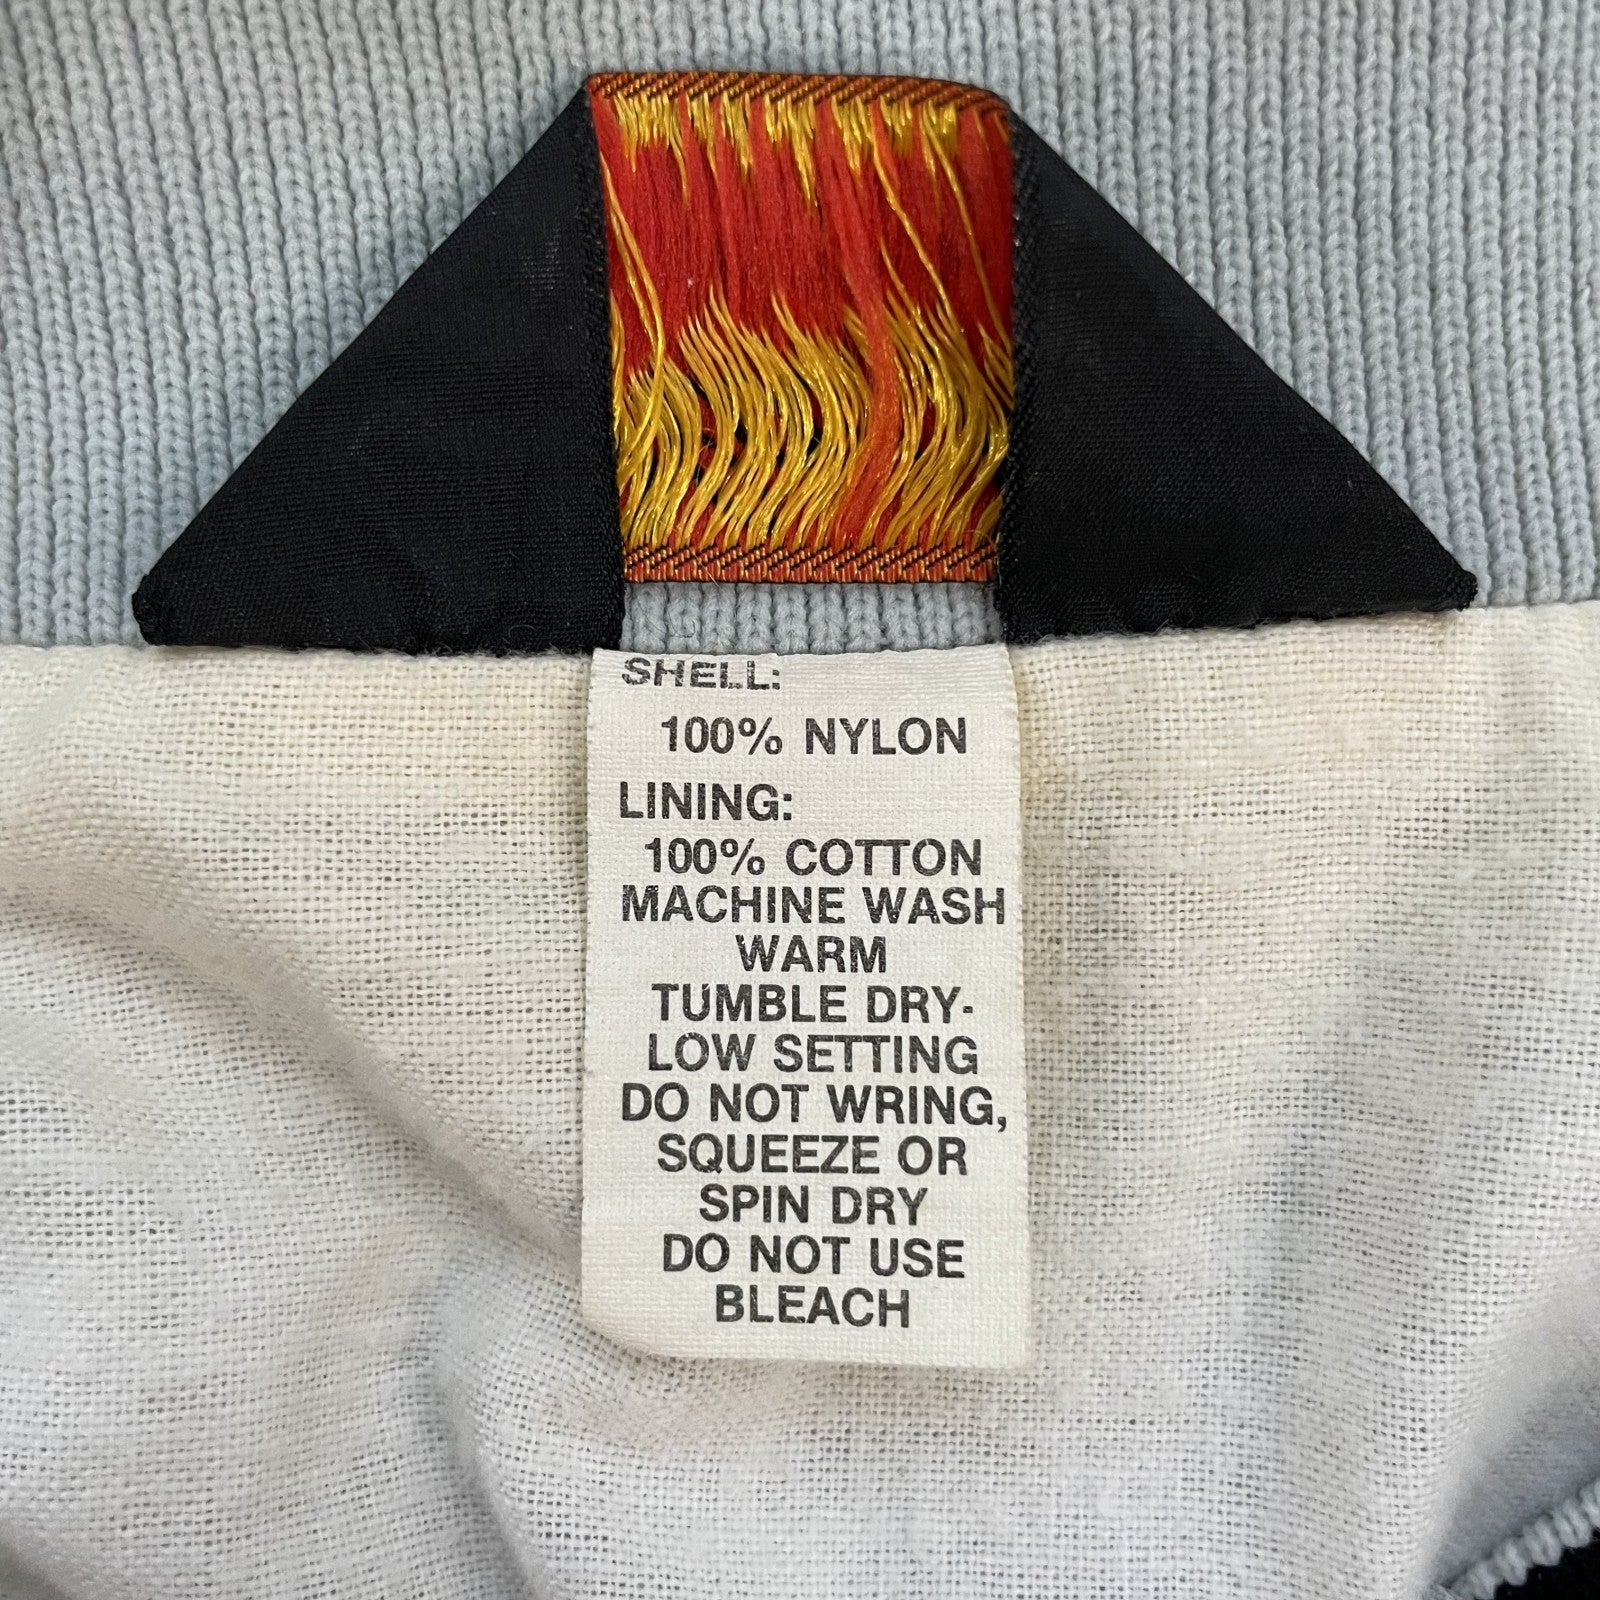 SHELL:
100% NYLON
LINING:
100% COTTON
MACHINE WASH
WARM
TUMBLE DRY-
LOW SETTING
DO NOT WRING,
SQUEEZE OR
SPIN DRY
DO NOT USE
BLEACH